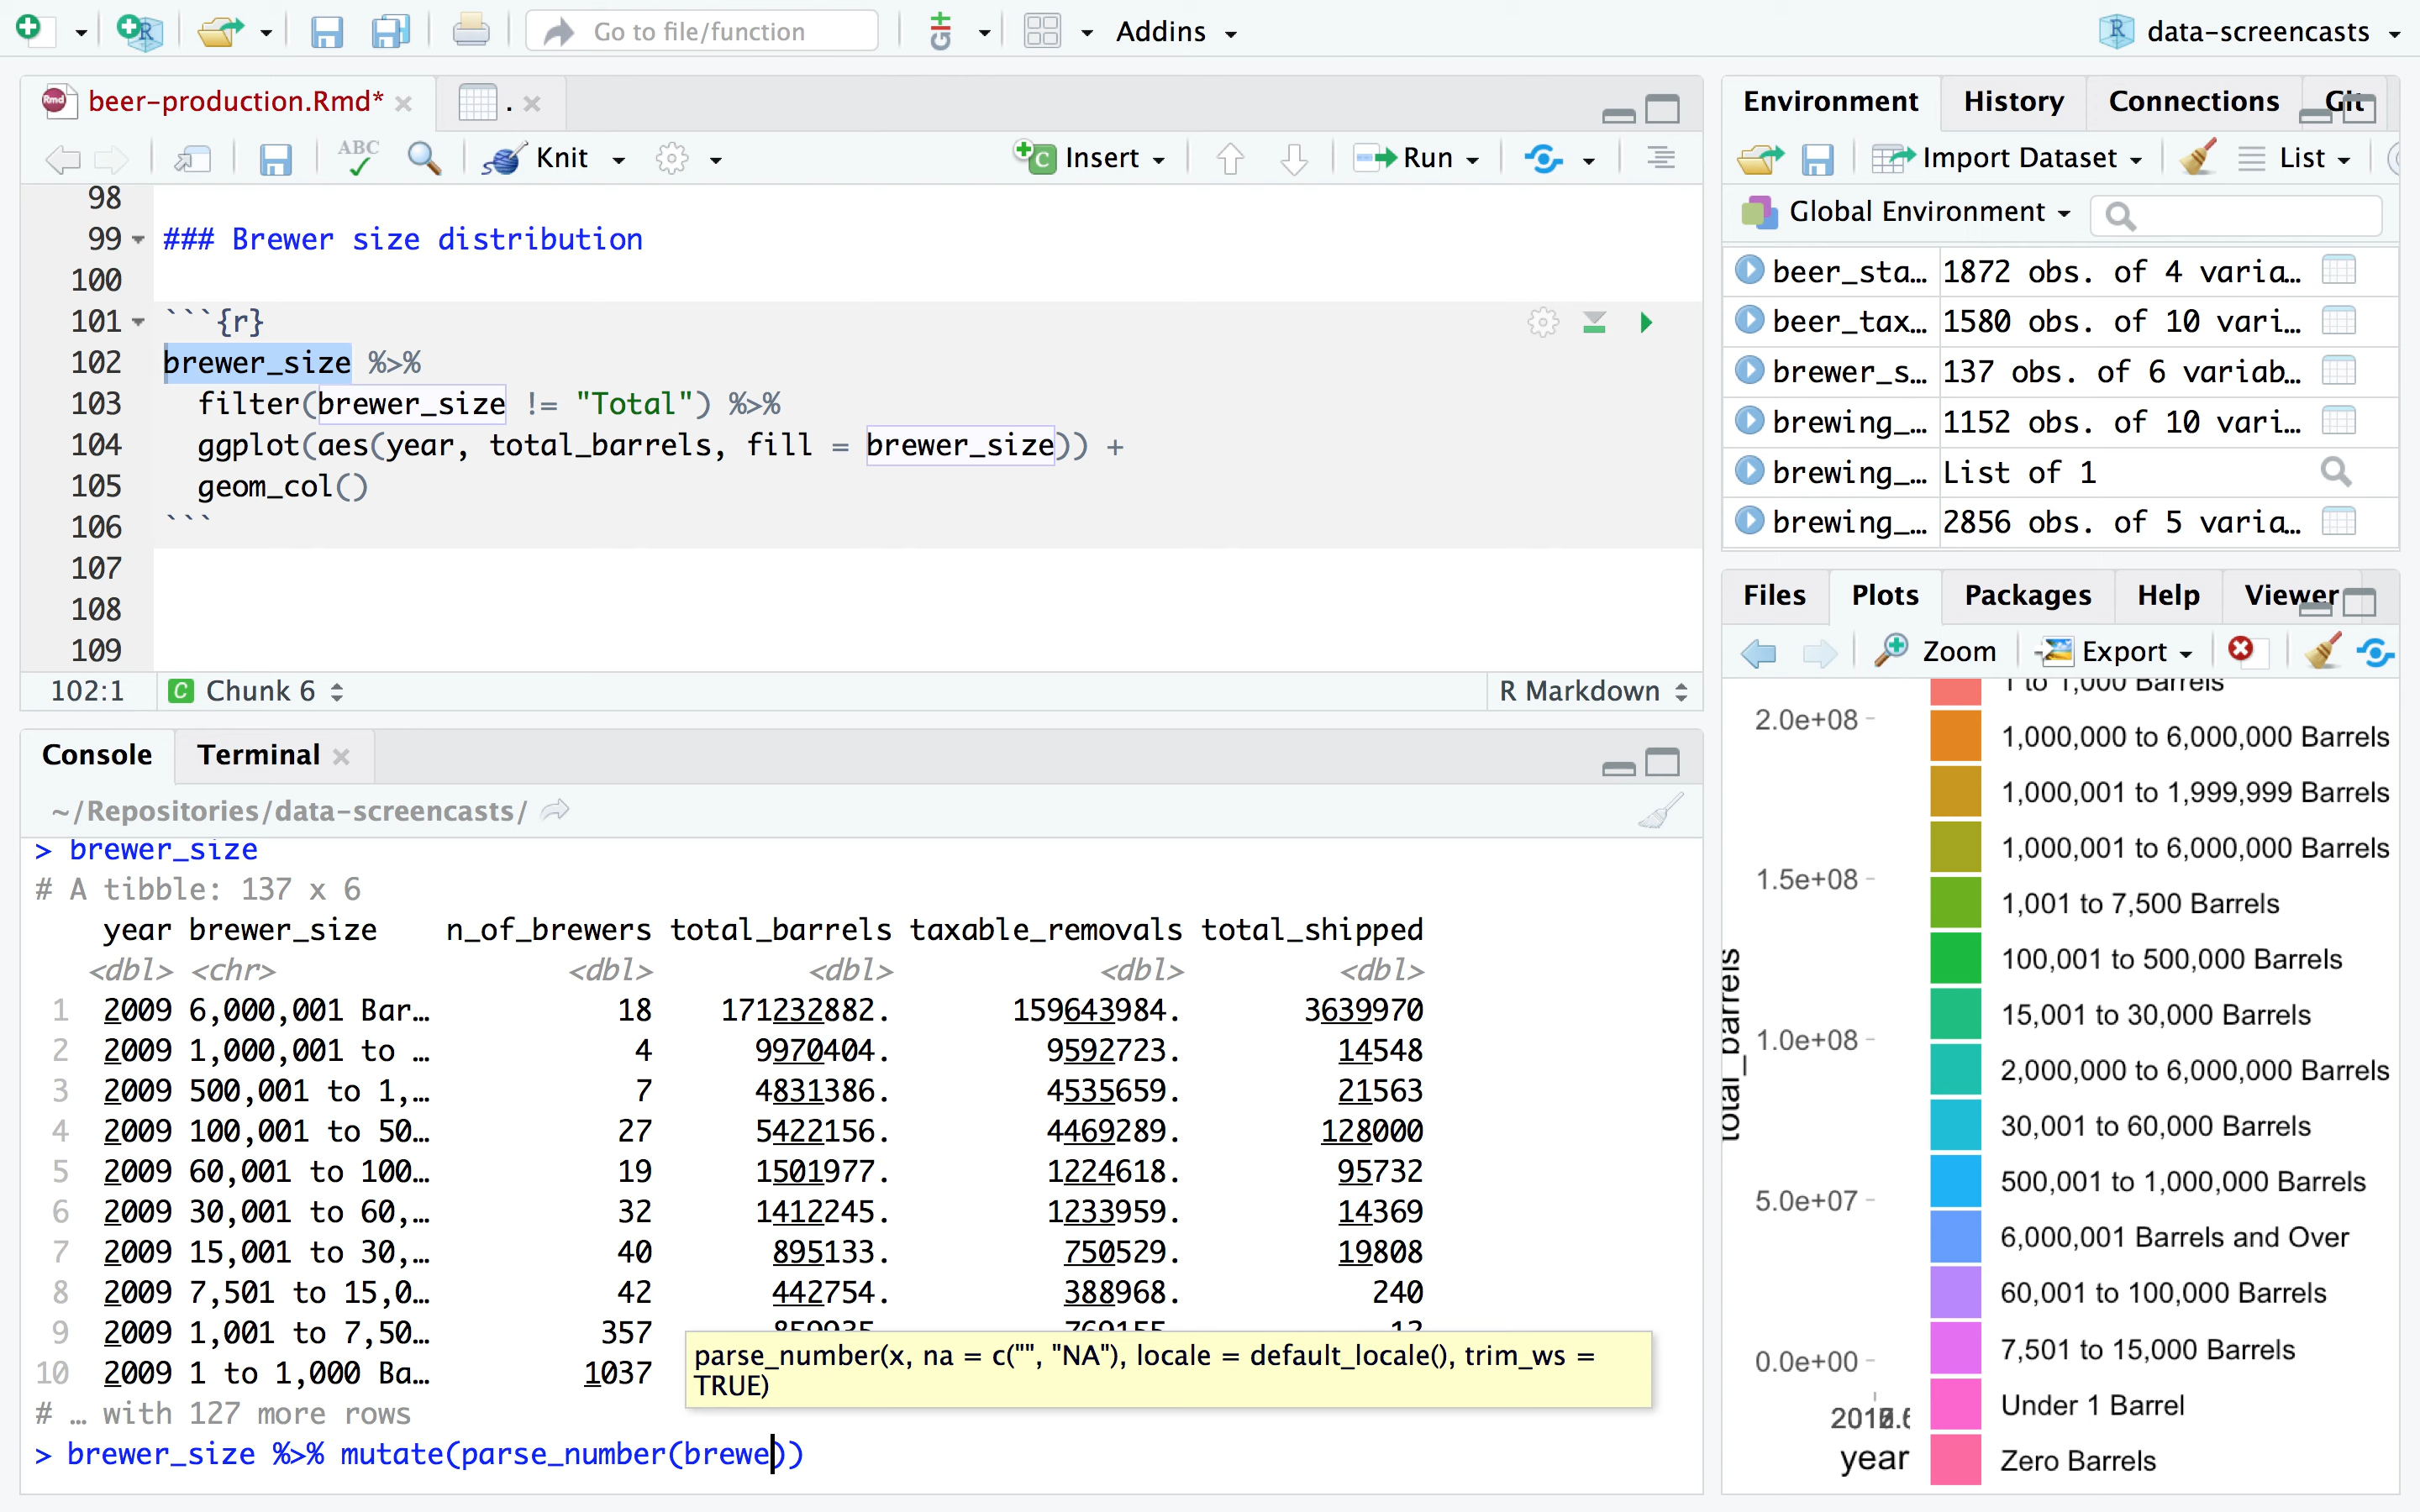 Go to file/function
Addins
data-screencasts
beer-production.Rmd*
.
ABC
Knit
Insert
Run
98
99 ### Brewer size distribution
100
101 ```{r}
102 brewer_size %>%
103 filter(brewer_size != "Total") %>%
104 ggplot(aes(year, total_barrels, fill = brewer_size)) +
105 geom_col()
106 ```
107
108
109
102:1 Chunk 6 R Markdown
Console Terminal
~/Repositories/data-screencasts/
> brewer_size
# A tibble: 137 x 6
year brewer_size n_of_brewers total_barrels taxable_removals total_shipped
<dbl> <chr> <dbl> <dbl> <dbl> <dbl>
1 2009 6,000,001 Bar… 18 171232882. 159643984. 3639970
2 2009 1,000,001 to … 4 9970404. 9592723. 14548
3 2009 500,001 to 1,… 7 4831386. 4535659. 21563
4 2009 100,001 to 50… 27 5422156. 4469289. 128000
5 2009 60,001 to 100… 19 1501977. 1224618. 95732
6 2009 30,001 to 60,… 32 1412245. 1233959. 14369
7 2009 15,001 to 30,… 40 895133. 750529. 19808
8 2009 7,501 to 15,0… 42 442754. 388968. 240
9 2009 1,001 to 7,50… 357
10 2009 1 to 1,000 Ba… 1037
parse_number(x, na = c("", "NA"), locale = default_locale(), trim_ws =
TRUE)
# … with 127 more rows
> brewer_size %>% mutate(parse_number(brewe))
Environment History Connections Git
Import Dataset List
Global Environment
beer_sta… 1872 obs. of 4 varia…
beer_tax… 1580 obs. of 10 vari…
brewer_s… 137 obs. of 6 variab…
brewing_… 1152 obs. of 10 vari…
brewing_… List of 1
brewing_… 2856 obs. of 5 varia…
Files Plots Packages Help Viewer
Zoom Export
total_barrels
2.0e+08
1.5e+08
1.0e+08
5.0e+07
0.0e+00
year
1 to 1,000 Barrels
1,000,000 to 6,000,000 Barrels
1,000,001 to 1,999,999 Barrels
1,000,001 to 6,000,000 Barrels
1,001 to 7,500 Barrels
100,001 to 500,000 Barrels
15,001 to 30,000 Barrels
2,000,000 to 6,000,000 Barrels
30,001 to 60,000 Barrels
500,001 to 1,000,000 Barrels
6,000,001 Barrels and Over
60,001 to 100,000 Barrels
7,501 to 15,000 Barrels
Under 1 Barrel
Zero Barrels